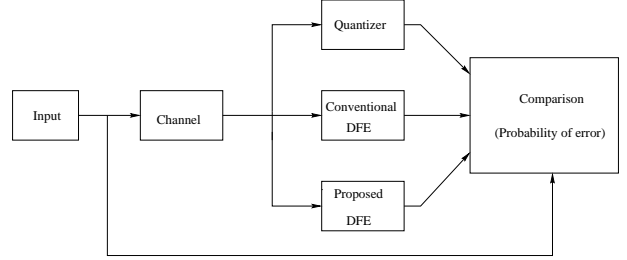 Input
Channel
Quantizer
Conventional
DFE
Proposed
DFE
Comparison
(Probability of error)